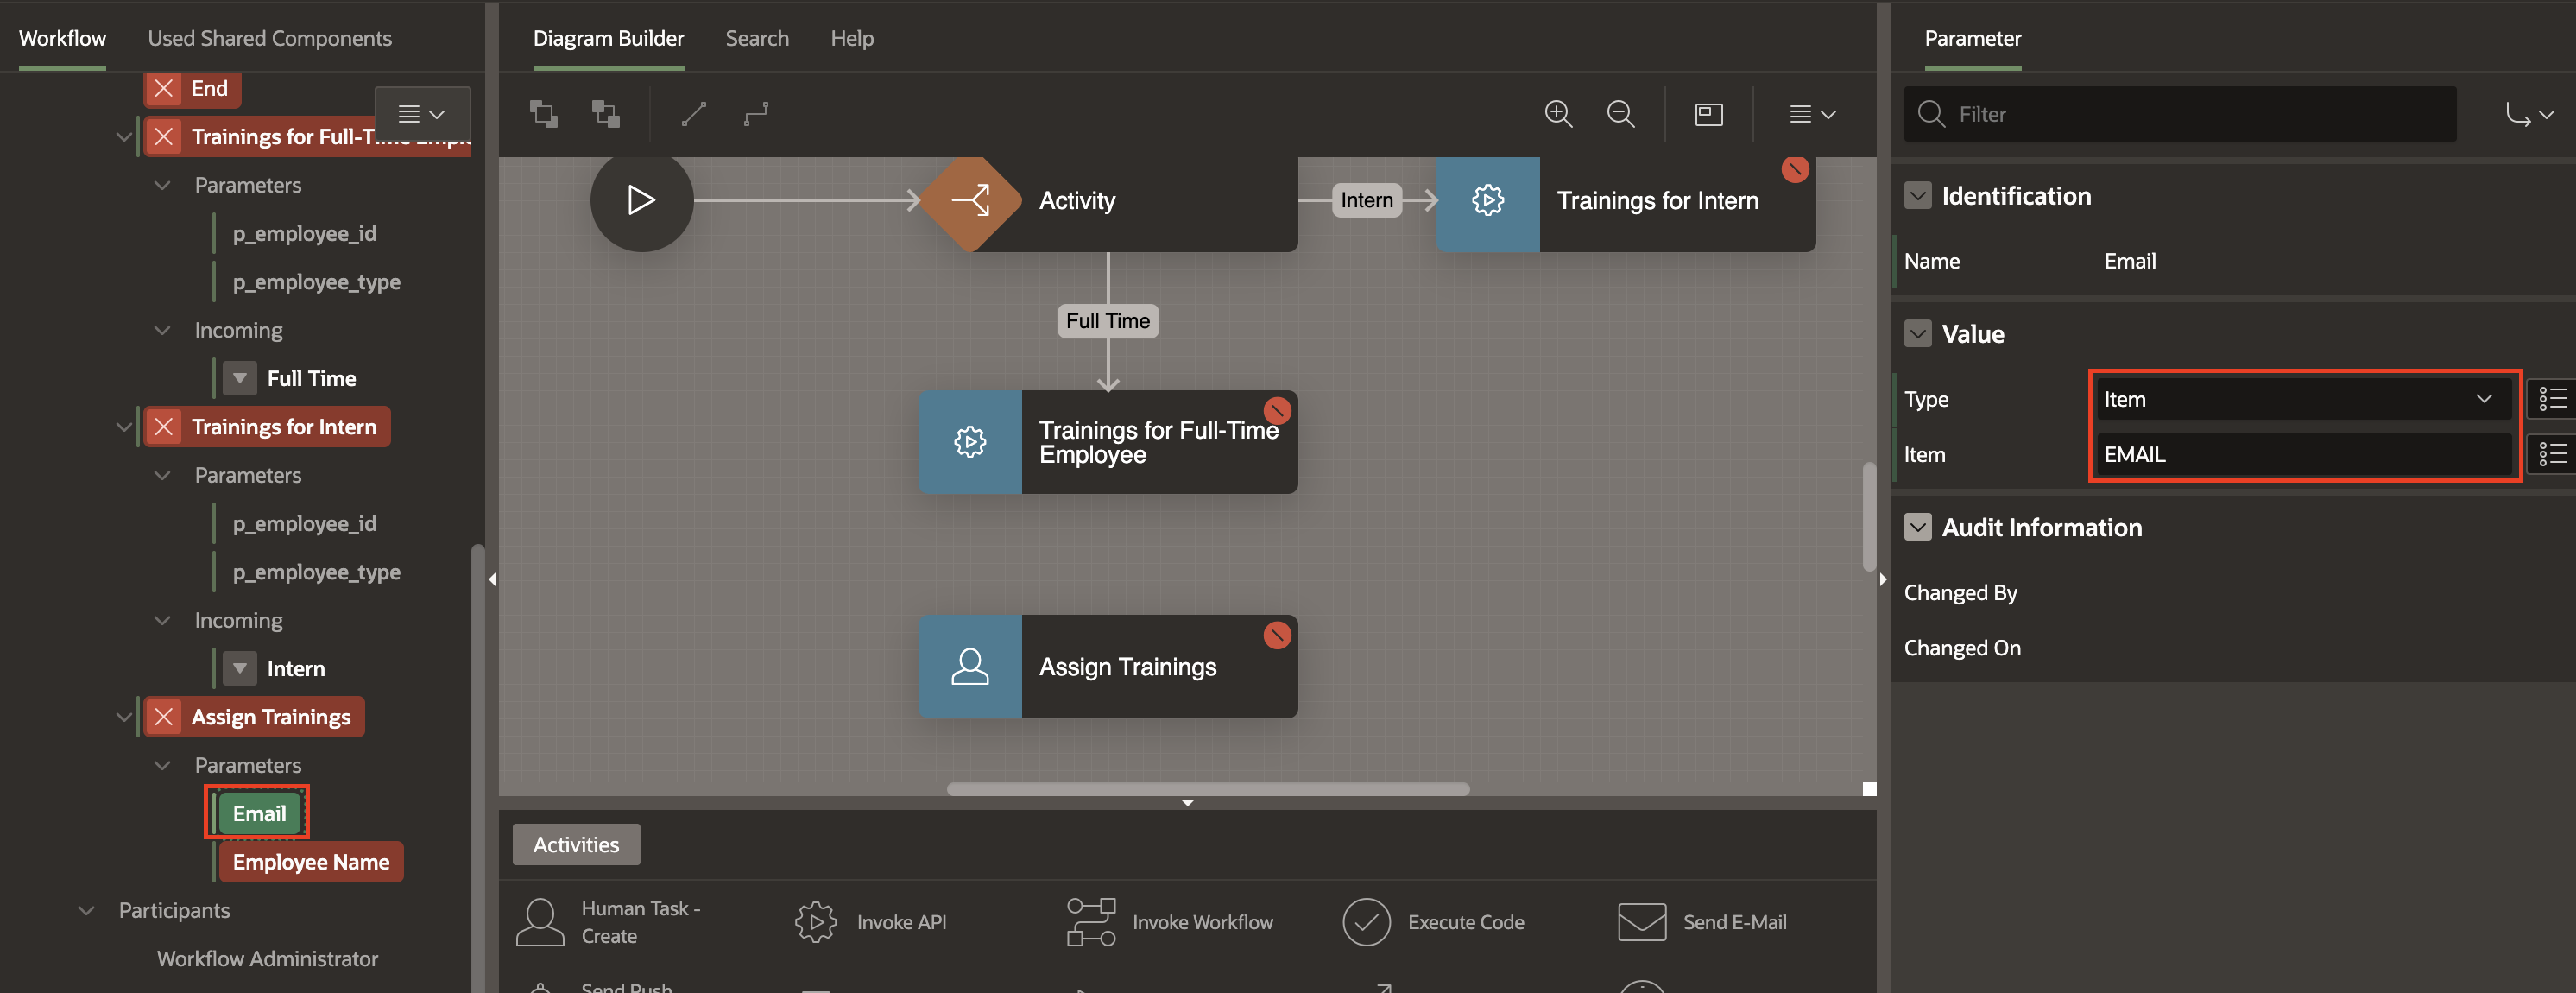 Workflow
Used Shared Components
End
Trainings for Full-Time Emplo
Parameters
p_employee_id
p_employee_type
Incoming
Full Time
Trainings for Intern
Parameters
p_employee_id
p_employee_type
Incoming
Intern
Assign Trainings
Parameters
Email
Employee Name
Participants
Workflow Administrator
Diagram Builder
Search
Help
Activity
Intern
Trainings for Intern
Full Time
Trainings for Full-Time
Employee
Assign Trainings
Activities
Human Task -
Create
Invoke API
Invoke Workflow
Execute Code
Send E-Mail
Send Push
Parameter
Filter
Identification
Name
Email
Value
Type
Item
Item
EMAIL
Audit Information
Changed By
Changed On